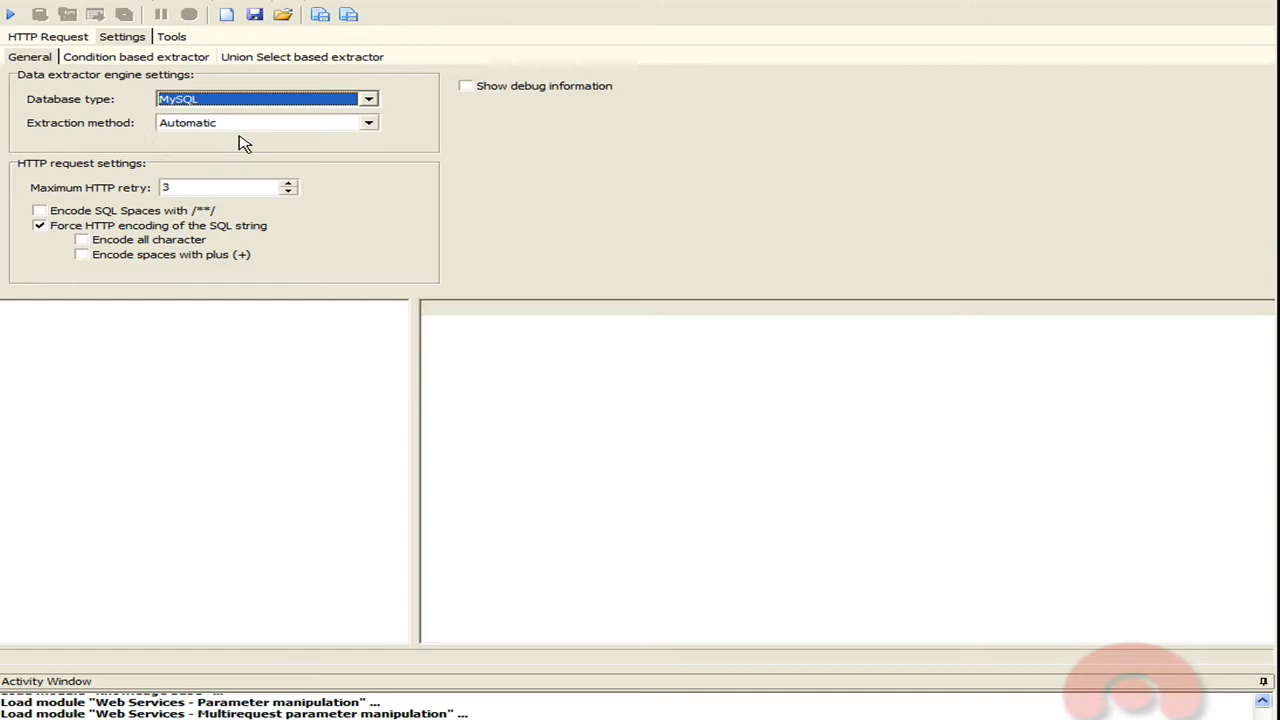 HTTP Request Settings Tools
General Condition based extractor Union Select based extractor
Data extractor engine settings:
Show debug information
Database type: MySQL
Extraction method: Automatic
HTTP request settings:
Maximum HTTP retry: 3
Encode SQL Spaces with /**/
Force HTTP encoding of the SQL string
Encode all character
Encode spaces with plus (+)
Activity Window
Load module "Web Services - Parameter manipulation" ...
Load module "Web Services - Multirequest parameter manipulation" ...